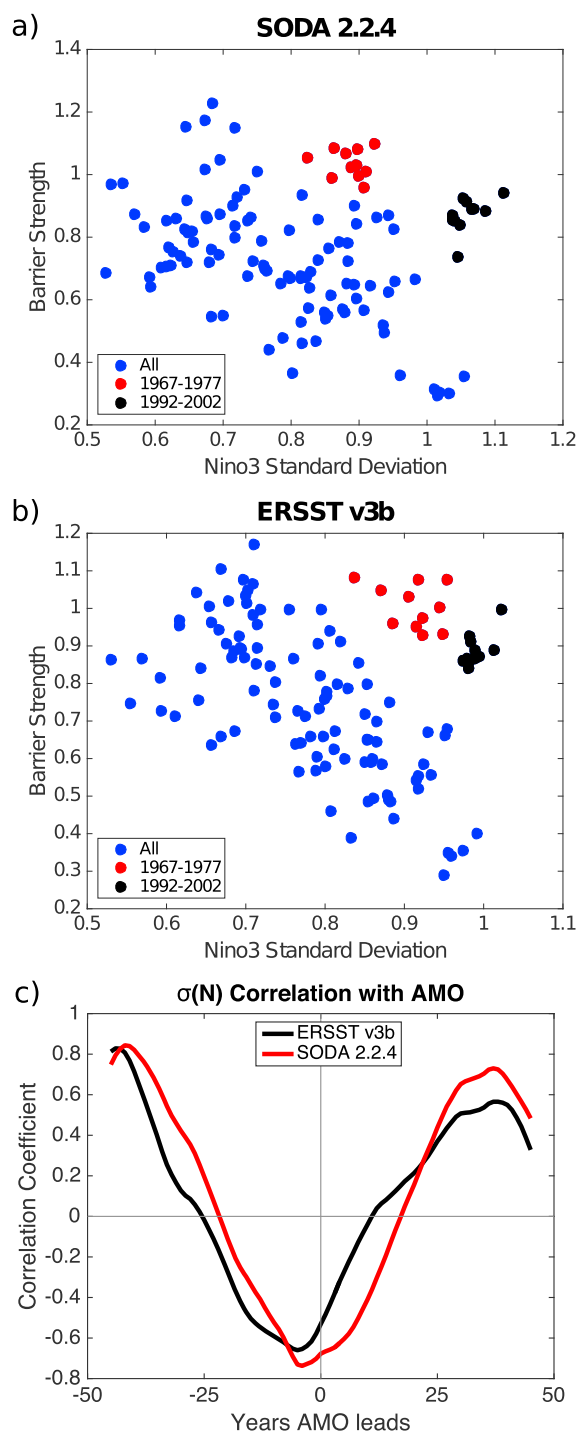 a)
SODA 2.2.4
1.4
1.2
1
0.8
0.6
0.4
0.2
Barrier Strength
All
1967-1977
1992-2002
0.5 0.6 0.7 0.8 0.9 1 1.1 1.2
Nino3 Standard Deviation
b)
ERSST v3b
1.2
1.1
1
0.9
0.8
0.7
0.6
0.5
0.4
0.3
0.2
Barrier Strength
All
1967-1977
1992-2002
0.5 0.6 0.7 0.8 0.9 1 1.1
Nino3 Standard Deviation
c)
σ(N) Correlation with AMO
1
0.8
0.6
0.4
0.2
0
-0.2
-0.4
-0.6
-0.8
Correlation Coefficient
ERSST v3b
SODA 2.2.4
-50 -25 0 25 50
Years AMO leads